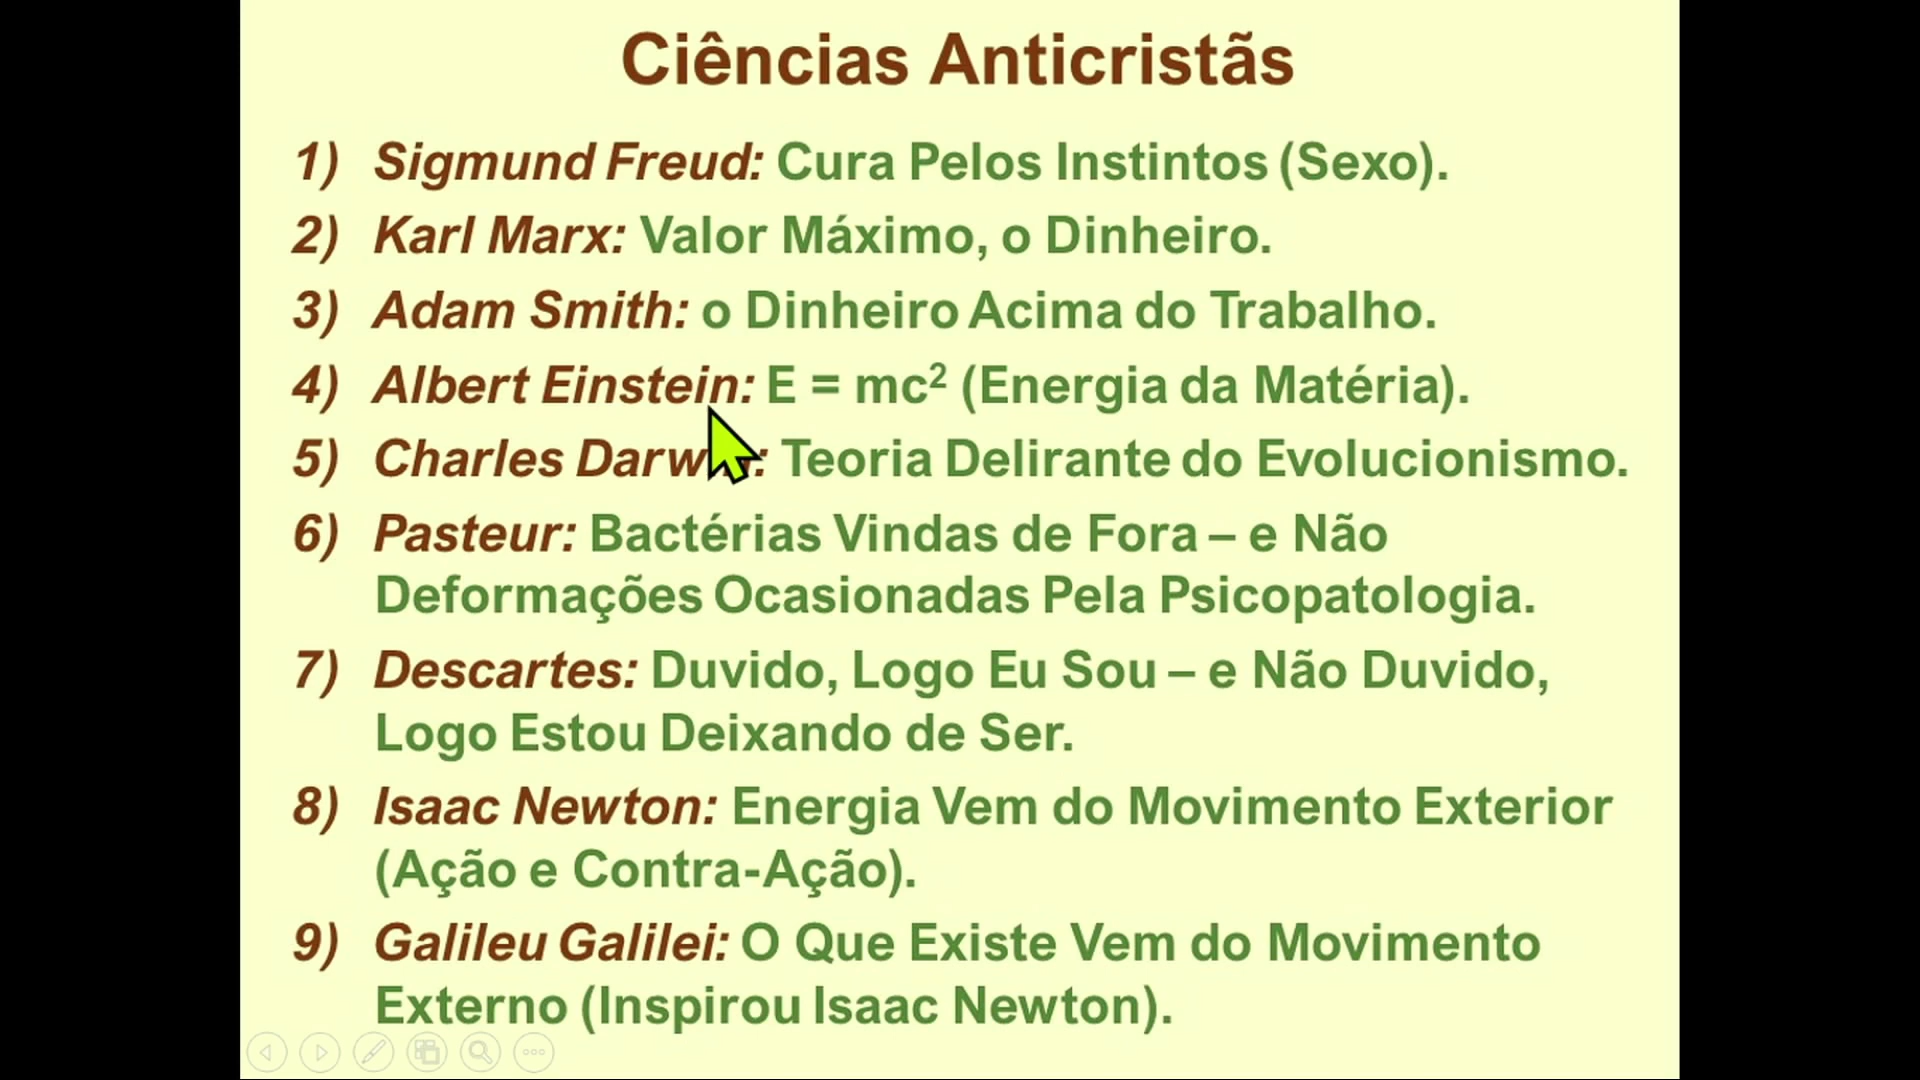 Ciências Anticristãs
1) Sigmund Freud: Cura Pelos Instintos (Sexo).
2) Karl Marx: Valor Máximo, o Dinheiro.
3) Adam Smith: o Dinheiro Acima do Trabalho.
4) Albert Einstein: E = mc² (Energia da Matéria).
5) Charles Darwin: Teoria Delirante do Evolucionismo.
6) Pasteur: Bactérias Vindas de Fora – e Não
Deformações Ocasionadas Pela Psicopatologia.
7) Descartes: Duvido, Logo Eu Sou – e Não Duvido,
Logo Estou Deixando de Ser.
8) Isaac Newton: Energia Vem do Movimento Exterior
(Ação e Contra-Ação).
9) Galileu Galilei: O Que Existe Vem do Movimento
Externo (Inspirou Isaac Newton).